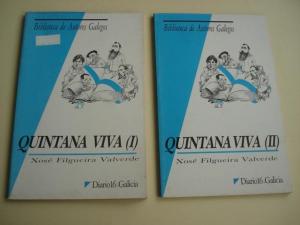 Biblioteca de Autores Galegos
QUINTANA VIVA (I)
Xosé Filgueira Valverde
Diario16 Galicia
Biblioteca de Autores Galegos
QUINTANA VIVA (II)
Xosé Filgueira Valverde
Diario16 Galicia